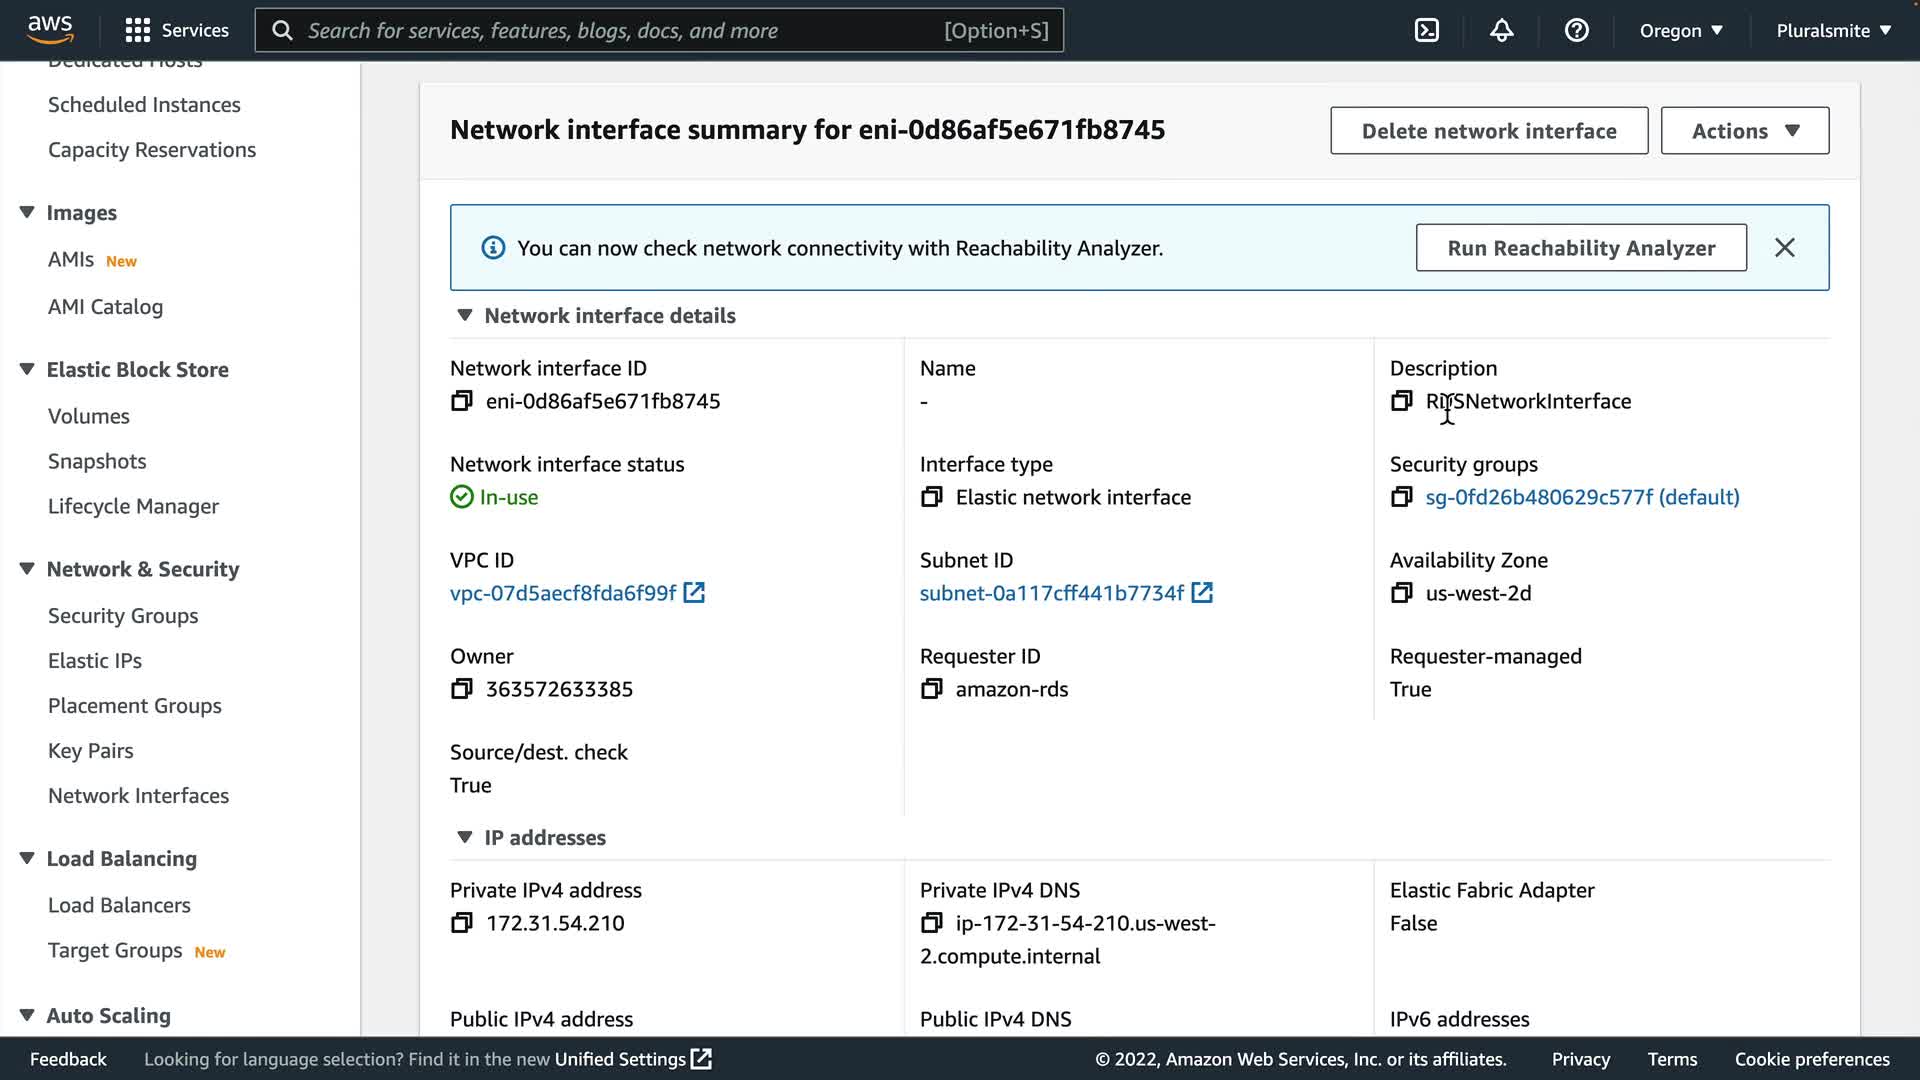 aws
Services
Search for services, features, blogs, docs, and more
[Option+S]
Oregon ▼
Pluralsmite ▼
Dedicated Hosts
Scheduled Instances
Capacity Reservations
Images
AMIs New
AMI Catalog
Elastic Block Store
Volumes
Snapshots
Lifecycle Manager
Network & Security
Security Groups
Elastic IPs
Placement Groups
Key Pairs
Network Interfaces
Load Balancing
Load Balancers
Target Groups New
Auto Scaling
Network interface summary for eni-0d86af5e671fb8745
Delete network interface
Actions ▼
You can now check network connectivity with Reachability Analyzer.
Run Reachability Analyzer
Network interface details
Network interface ID
eni-0d86af5e671fb8745
Name
-
Description
RDSNetworkInterface
Network interface status
In-use
Interface type
Elastic network interface
Security groups
sg-0fd26b480629c577f (default)
VPC ID
vpc-07d5aecf8fda6f99f
Subnet ID
subnet-0a117cff441b7734f
Availability Zone
us-west-2d
Owner
363572633385
Requester ID
amazon-rds
Requester-managed
True
Source/dest. check
True
IP addresses
Private IPv4 address
172.31.54.210
Private IPv4 DNS
ip-172-31-54-210.us-west-
2.compute.internal
Elastic Fabric Adapter
False
Public IPv4 address
Public IPv4 DNS
IPv6 addresses
Feedback
Looking for language selection? Find it in the new Unified Settings
© 2022, Amazon Web Services, Inc. or its affiliates.
Privacy
Terms
Cookie preferences